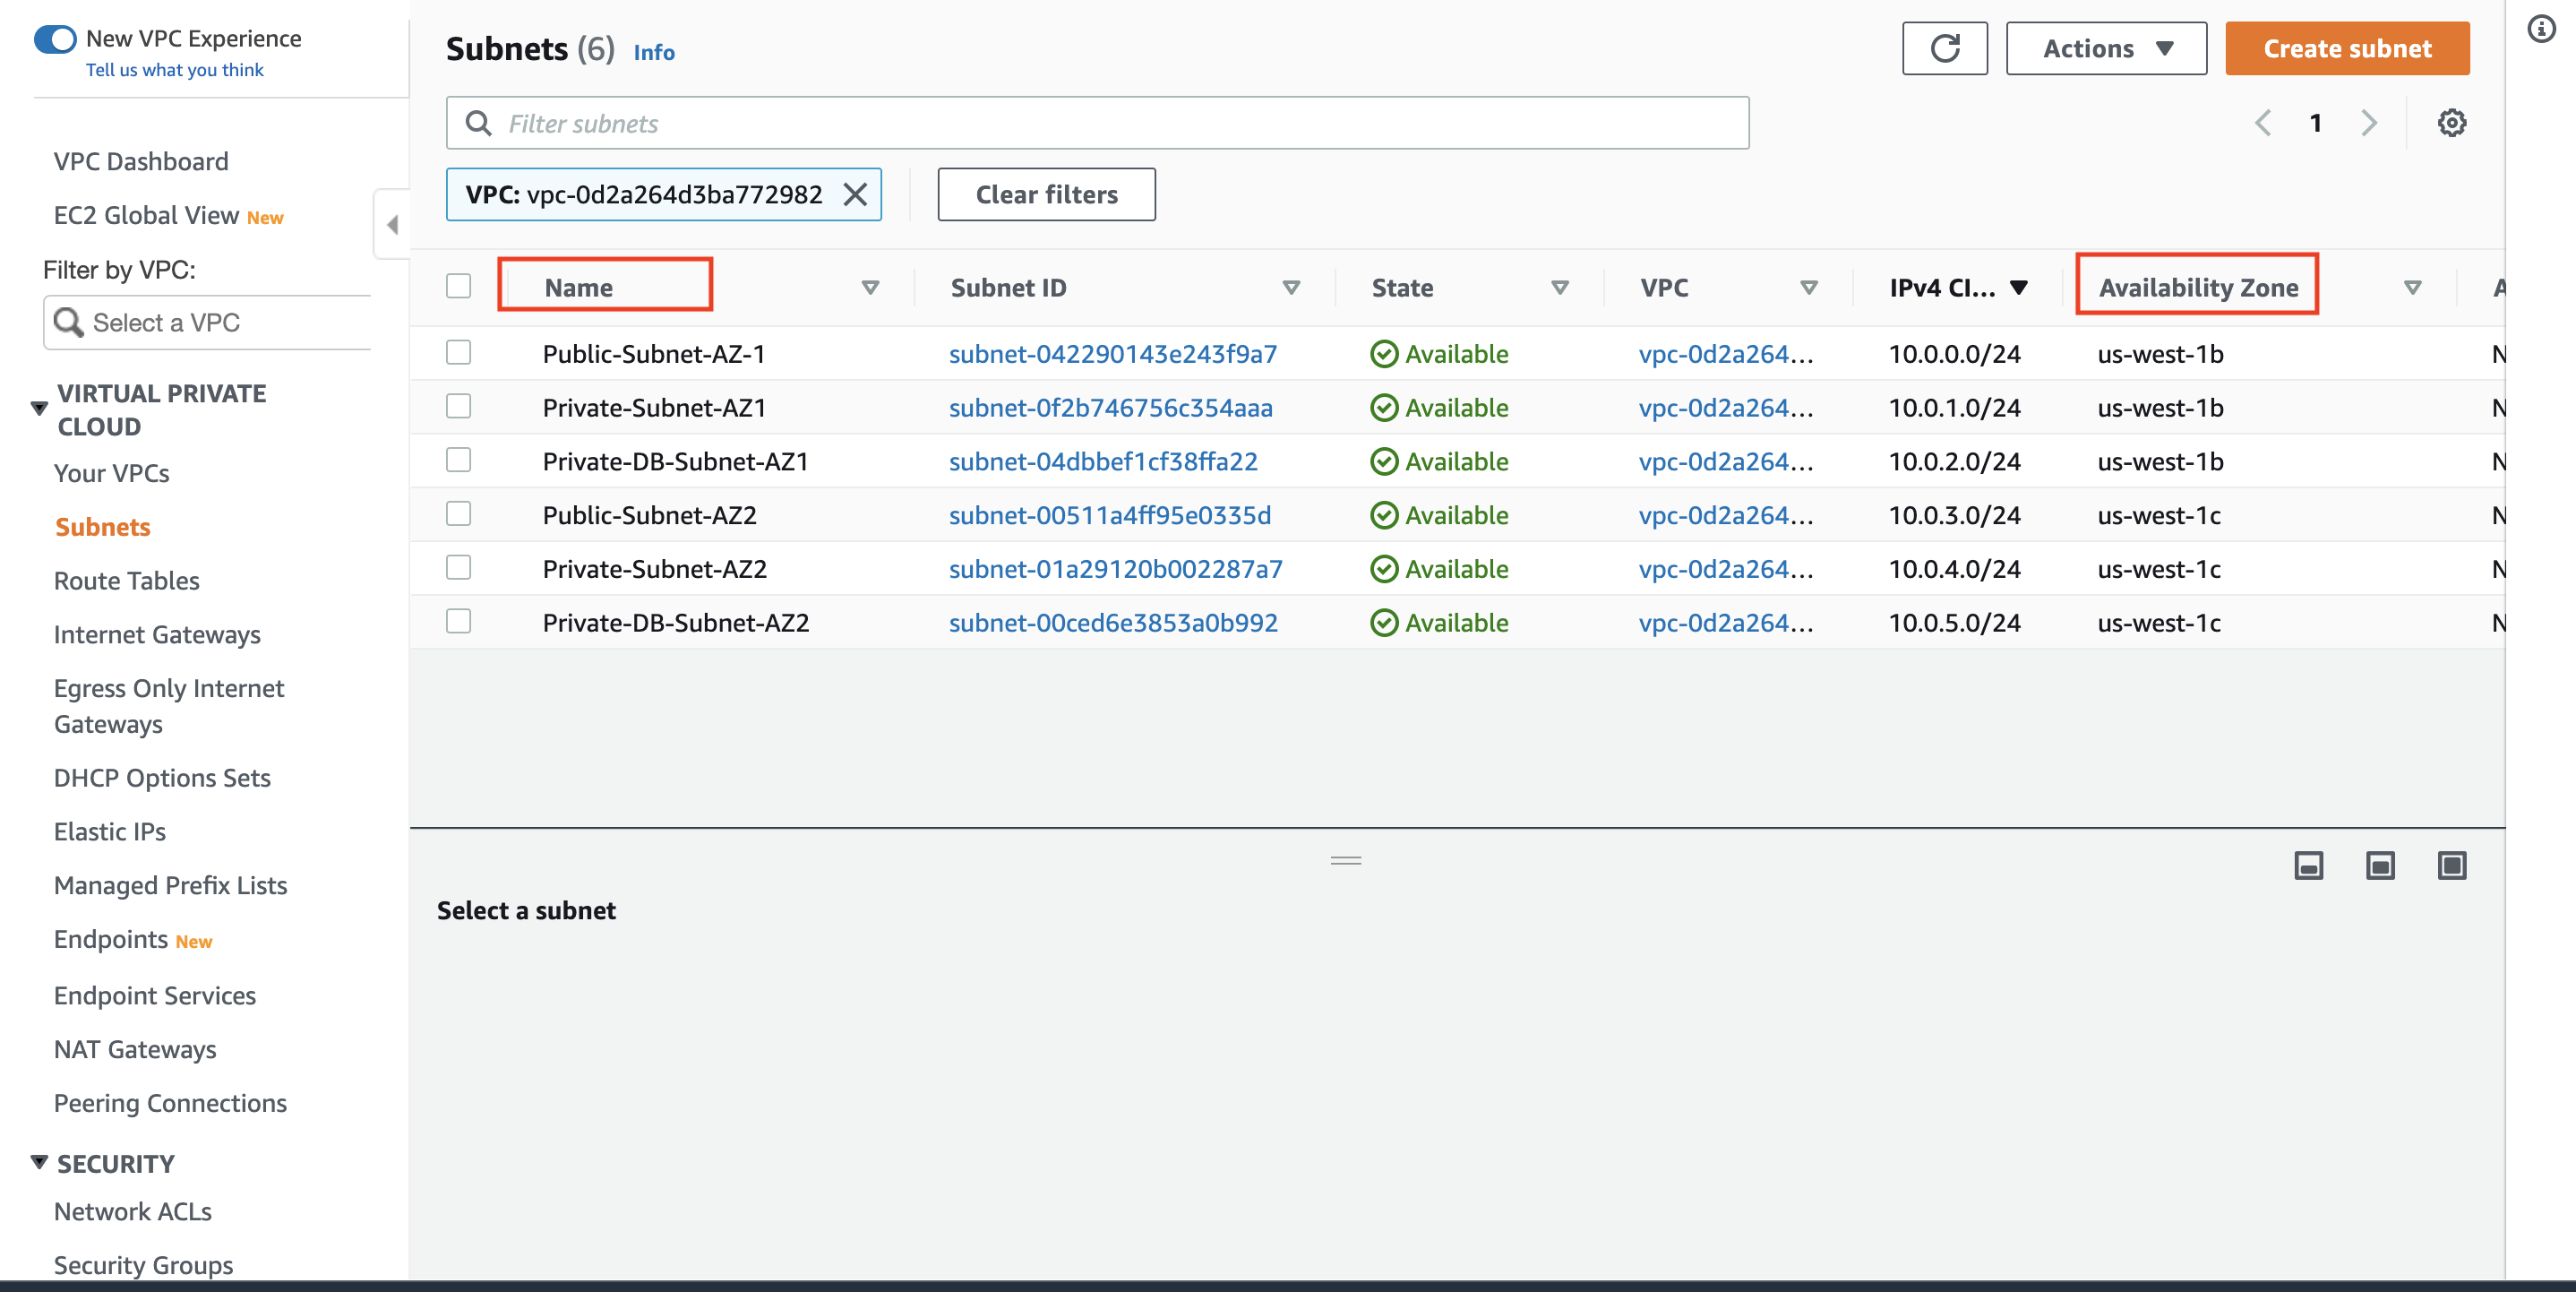 New VPC Experience
Tell us what you think
VPC Dashboard
EC2 Global View New
Filter by VPC:
Select a VPC
VIRTUAL PRIVATE
CLOUD
Your VPCs
Subnets
Route Tables
Internet Gateways
Egress Only Internet
Gateways
DHCP Options Sets
Elastic IPs
Managed Prefix Lists
Endpoints New
Endpoint Services
NAT Gateways
Peering Connections
SECURITY
Network ACLs
Security Groups
Subnets (6) Info
Actions
Create subnet
Filter subnets
1
VPC: vpc-0d2a264d3ba772982
Clear filters
Name Subnet ID State VPC IPv4 CI... Availability Zone A
Public-Subnet-AZ-1 subnet-042290143e243f9a7 Available vpc-0d2a264... 10.0.0.0/24 us-west-1b N
Private-Subnet-AZ1 subnet-0f2b746756c354aaa Available vpc-0d2a264... 10.0.1.0/24 us-west-1b N
Private-DB-Subnet-AZ1 subnet-04dbbef1cf38ffa22 Available vpc-0d2a264... 10.0.2.0/24 us-west-1b N
Public-Subnet-AZ2 subnet-00511a4ff95e0335d Available vpc-0d2a264... 10.0.3.0/24 us-west-1c N
Private-Subnet-AZ2 subnet-01a29120b002287a7 Available vpc-0d2a264... 10.0.4.0/24 us-west-1c N
Private-DB-Subnet-AZ2 subnet-00ced6e3853a0b992 Available vpc-0d2a264... 10.0.5.0/24 us-west-1c N
Select a subnet